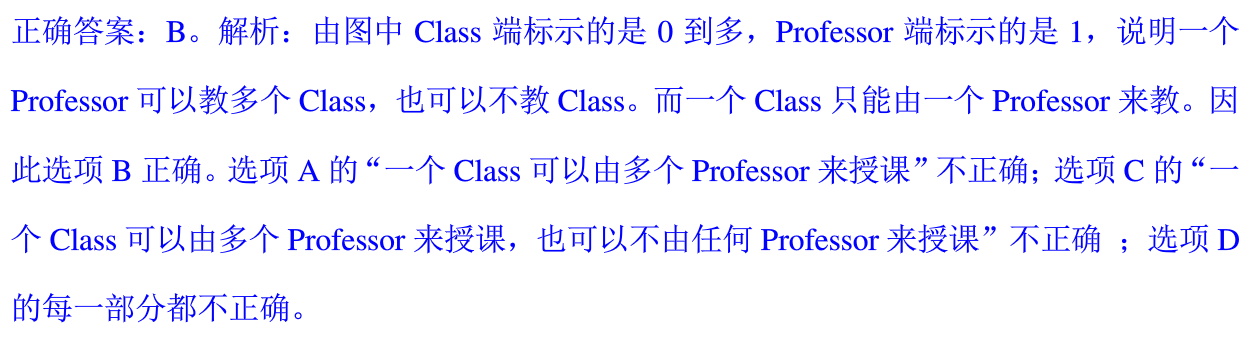 正确答案：B。解析：由图中 Class 端标示的是 0 到多，Professor 端标示的是 1，说明一个
Professor 可以教多个 Class，也可以不教 Class。而一个 Class 只能由一个 Professor 来教。因
此选项 B 正确。选项 A 的“一个 Class 可以由多个 Professor 来授课”不正确；选项 C 的“一
个 Class 可以由多个 Professor 来授课，也可以不由任何 Professor 来授课”不正确 ；选项 D
的每一部分都不正确。